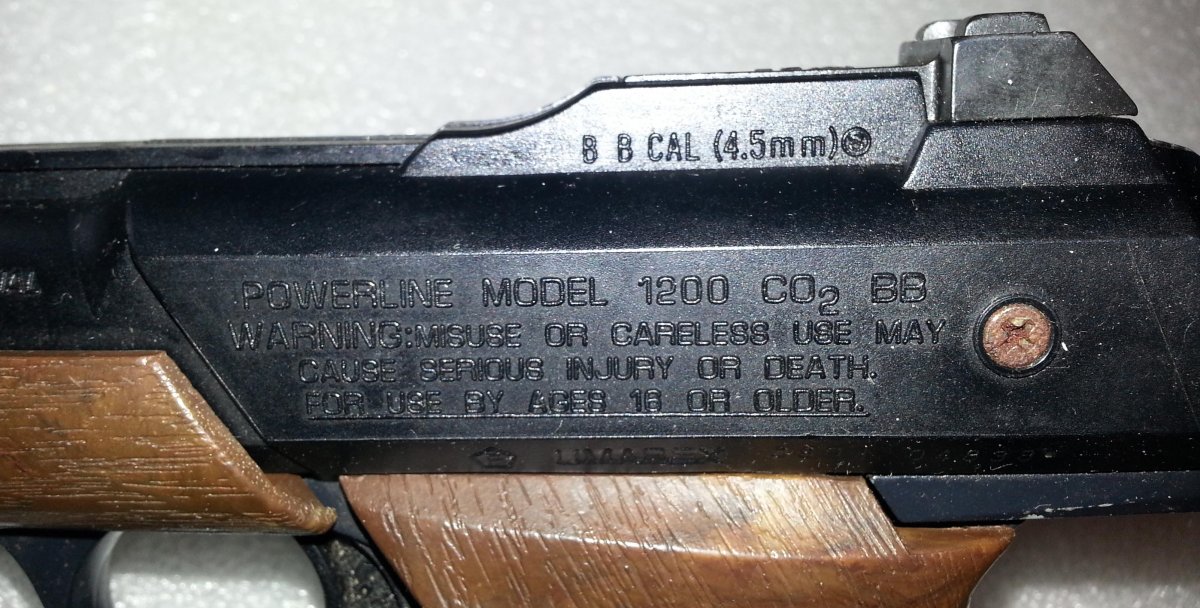 B B CAL (4.5mm) S
POWERLINE MODEL 1200 CO₂ BB
WARNING: MISUSE OR CARELESS USE MAY
CAUSE SERIOUS INJURY OR DEATH.
FOR USE BY AGES 16 OR OLDER.
UMAREX